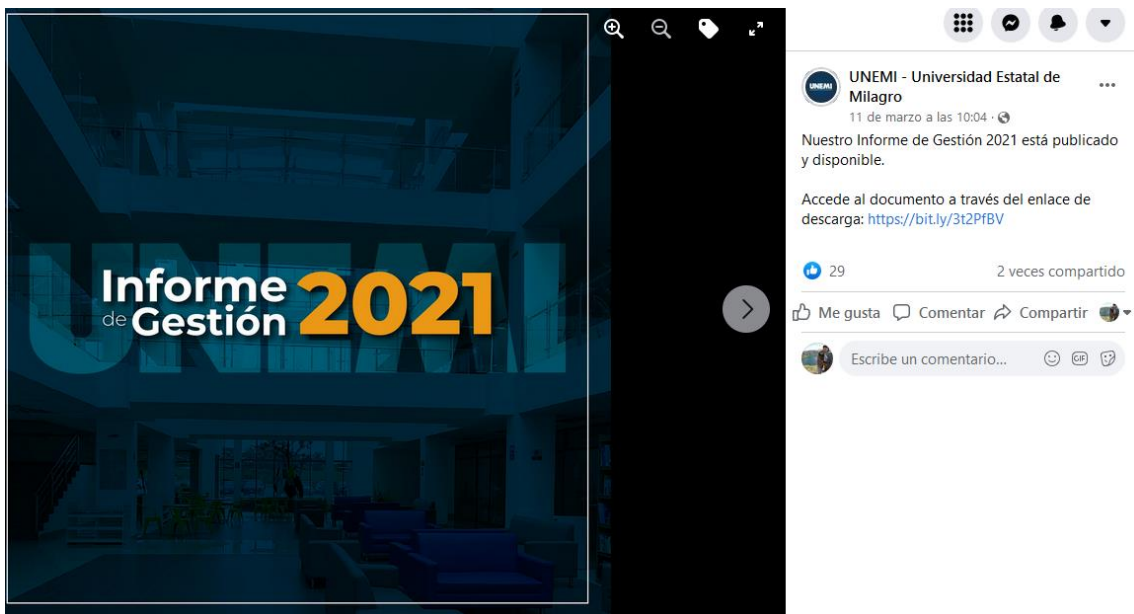 UNEMI
Informe
de Gestión
2021
UNEMI
UNEMI - Universidad Estatal de
Milagro
11 de marzo a las 10:04 ·
Nuestro Informe de Gestión 2021 está publicado
y disponible.
Accede al documento a través del enlace de
descarga: https://bit.ly/3t2PfBV
29
2 veces compartido
Me gusta
Comentar
Compartir
Escribe un comentario...
GIF